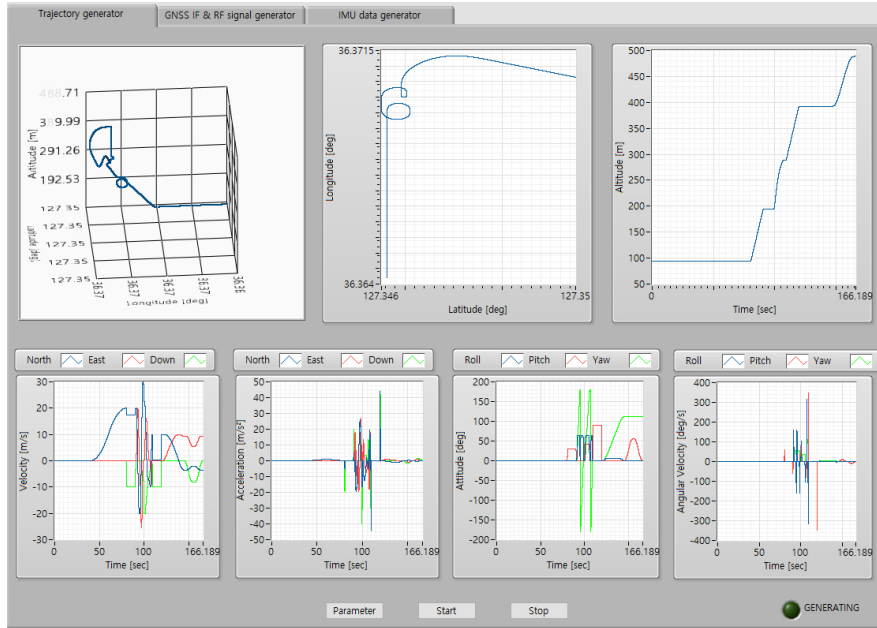 Trajectory generator
GNSS IF & RF signal generator
IMU data generator
488.71
389.99
291.26
192.53
127.35
127.35
127.35
127.35
Altitude [m]
Latitude [deg]
36.37
36.37
36.37
36.37
36.36
Longitude [deg]
36.3715
Longitude [deg]
36.364
127.346
127.35
Latitude [deg]
500
450
400
350
300
250
200
150
100
50
Altitude [m]
0
166.189
Time [sec]
North East Down
30
20
10
0
-10
-20
-30
Velocity [m/s]
0 50 100 166.189
Time [sec]
North East Down
50
40
30
20
10
0
-10
-20
-30
-40
-50
Acceleration [m/s²]
0 50 100 166.189
Time [sec]
Roll Pitch Yaw
200
150
100
50
0
-50
-100
-150
-200
Attitude [deg]
0 50 100 166.189
Time [sec]
Roll Pitch Yaw
400
300
200
100
0
-100
-200
-300
-400
Angular Velocity [deg/s]
0 50 100 166.189
Time [sec]
Parameter
Start
Stop
GENERATING